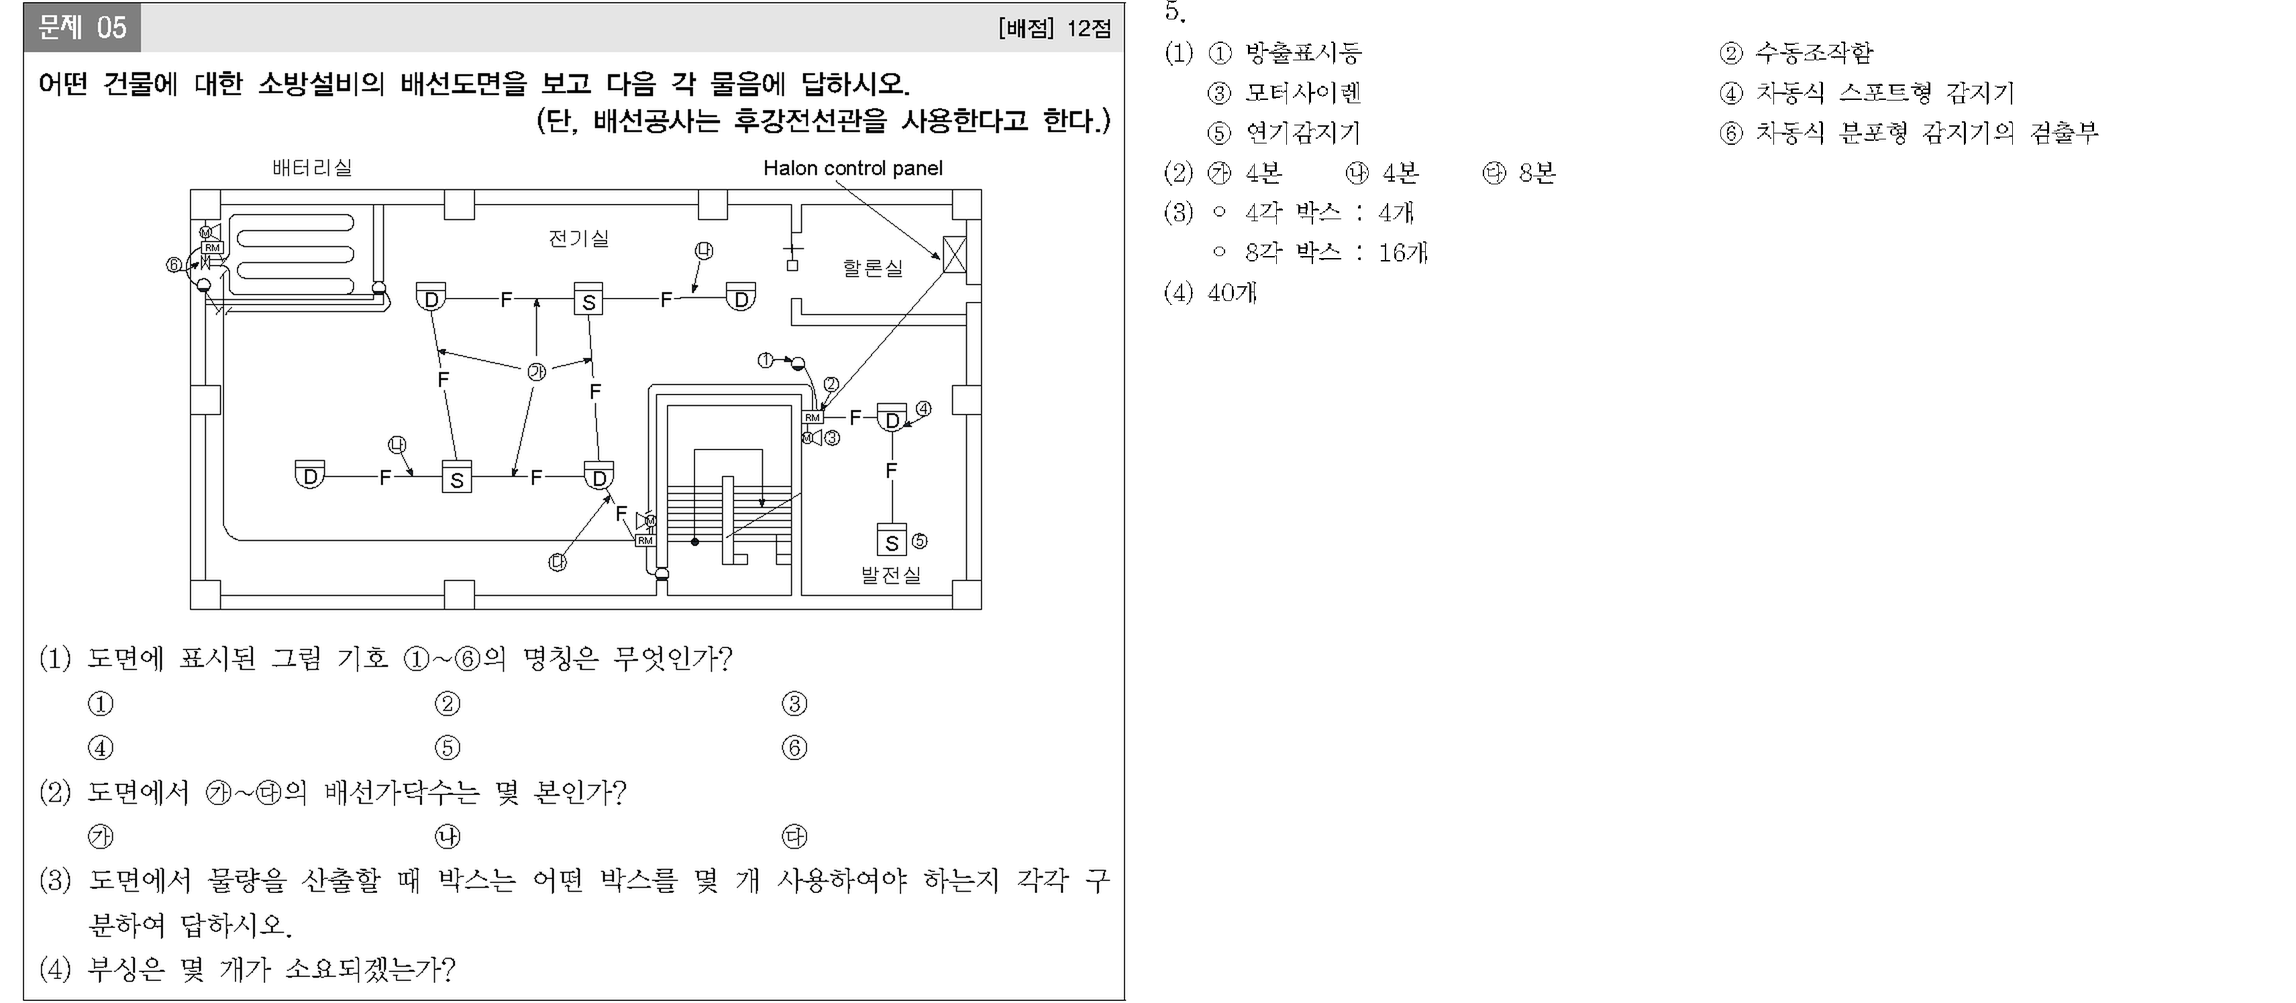 문제 05 [배점] 12점
어떤 건물에 대한 소방설비의 배선도면을 보고 다음 각 물음에 답하시오.
(단, 배선공사는 후강전선관을 사용한다고 한다.)
배터리실
Halon control panel
전기실
할론실
발전실
M
RM
⑥
D
F
S
F
D
㉯
F
㉮
F
①
②
RM
F
D
④
M
③
㉯
D
F
S
F
D
F
M
RM
㉰
F
S
⑤
(1) 도면에 표시된 그림 기호 ①~⑥의 명칭은 무엇인가?
① ② ③
④ ⑤ ⑥
(2) 도면에서 ㉮~㉰의 배선가닥수는 몇 본인가?
㉮ ㉯ ㉰
(3) 도면에서 물량을 산출할 때 박스는 어떤 박스를 몇 개 사용하여야 하는지 각각 구
분하여 답하시오.
(4) 부싱은 몇 개가 소요되겠는가?
5.
(1) ① 방출표시등 ② 수동조작함
③ 모터사이렌 ④ 차동식 스포트형 감지기
⑤ 연기감지기 ⑥ 차동식 분포형 감지기의 검출부
(2) ㉮ 4본 ㉯ 4본 ㉰ 8본
(3) ○ 4각 박스 : 4개
○ 8각 박스 : 16개
(4) 40개